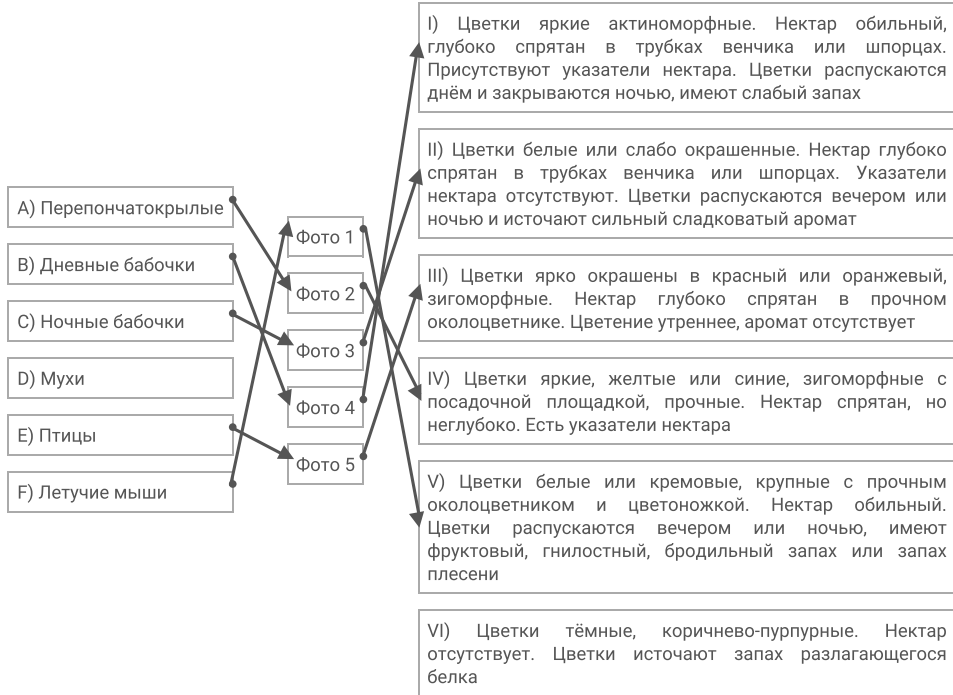 A) Перепончатокрылые
B) Дневные бабочки
C) Ночные бабочки
D) Мухи
E) Птицы
F) Летучие мыши
Фото 1
Фото 2
Фото 3
Фото 4
Фото 5
I) Цветки яркие актиноморфные. Нектар обильный,
глубоко спрятан в трубках венчика или шпорцах.
Присутствуют указатели нектара. Цветки распускаются
днём и закрываются ночью, имеют слабый запах
II) Цветки белые или слабо окрашенные. Нектар глубоко
спрятан в трубках венчика или шпорцах. Указатели
нектара отсутствуют. Цветки распускаются вечером или
ночью и источают сильный сладковатый аромат
III) Цветки ярко окрашены в красный или оранжевый,
зигоморфные. Нектар глубоко спрятан в прочном
околоцветнике. Цветение утреннее, аромат отсутствует
IV) Цветки яркие, желтые или синие, зигоморфные с
посадочной площадкой, прочные. Нектар спрятан, но
неглубоко. Есть указатели нектара
V) Цветки белые или кремовые, крупные с прочным
околоцветником и цветоножкой. Нектар обильный.
Цветки распускаются вечером или ночью, имеют
фруктовый, гнилостный, бродильный запах или запах
плесени
VI) Цветки тёмные, коричнево-пурпурные. Нектар
отсутствует. Цветки источают запах разлагающегося
белка